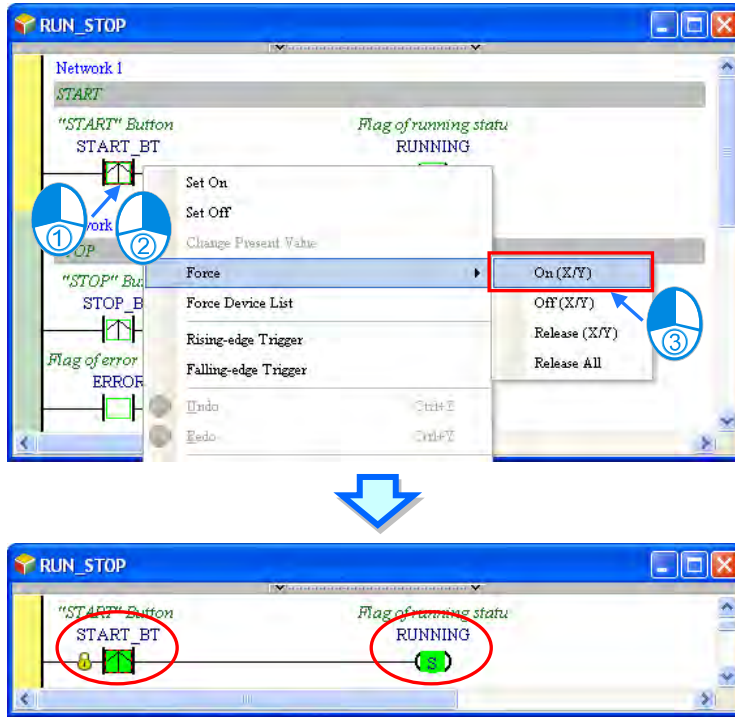 RUN_STOP
Network 1
START
"START" Button
Flag of running statu
START_BT
RUNNING
Set On
Set Off
Change Present Value
Force
Force Device List
Rising-edge Trigger
Falling-edge Trigger
Undo
Redo
Ctrl+Y
On (X/Y)
Off (X/Y)
Release (X/Y)
Release All
1
2
3
"STOP" Bu
STOP_B
Flag of error
ERROR
RUN_STOP
"START" Button
Flag of running statu
START_BT
RUNNING
S